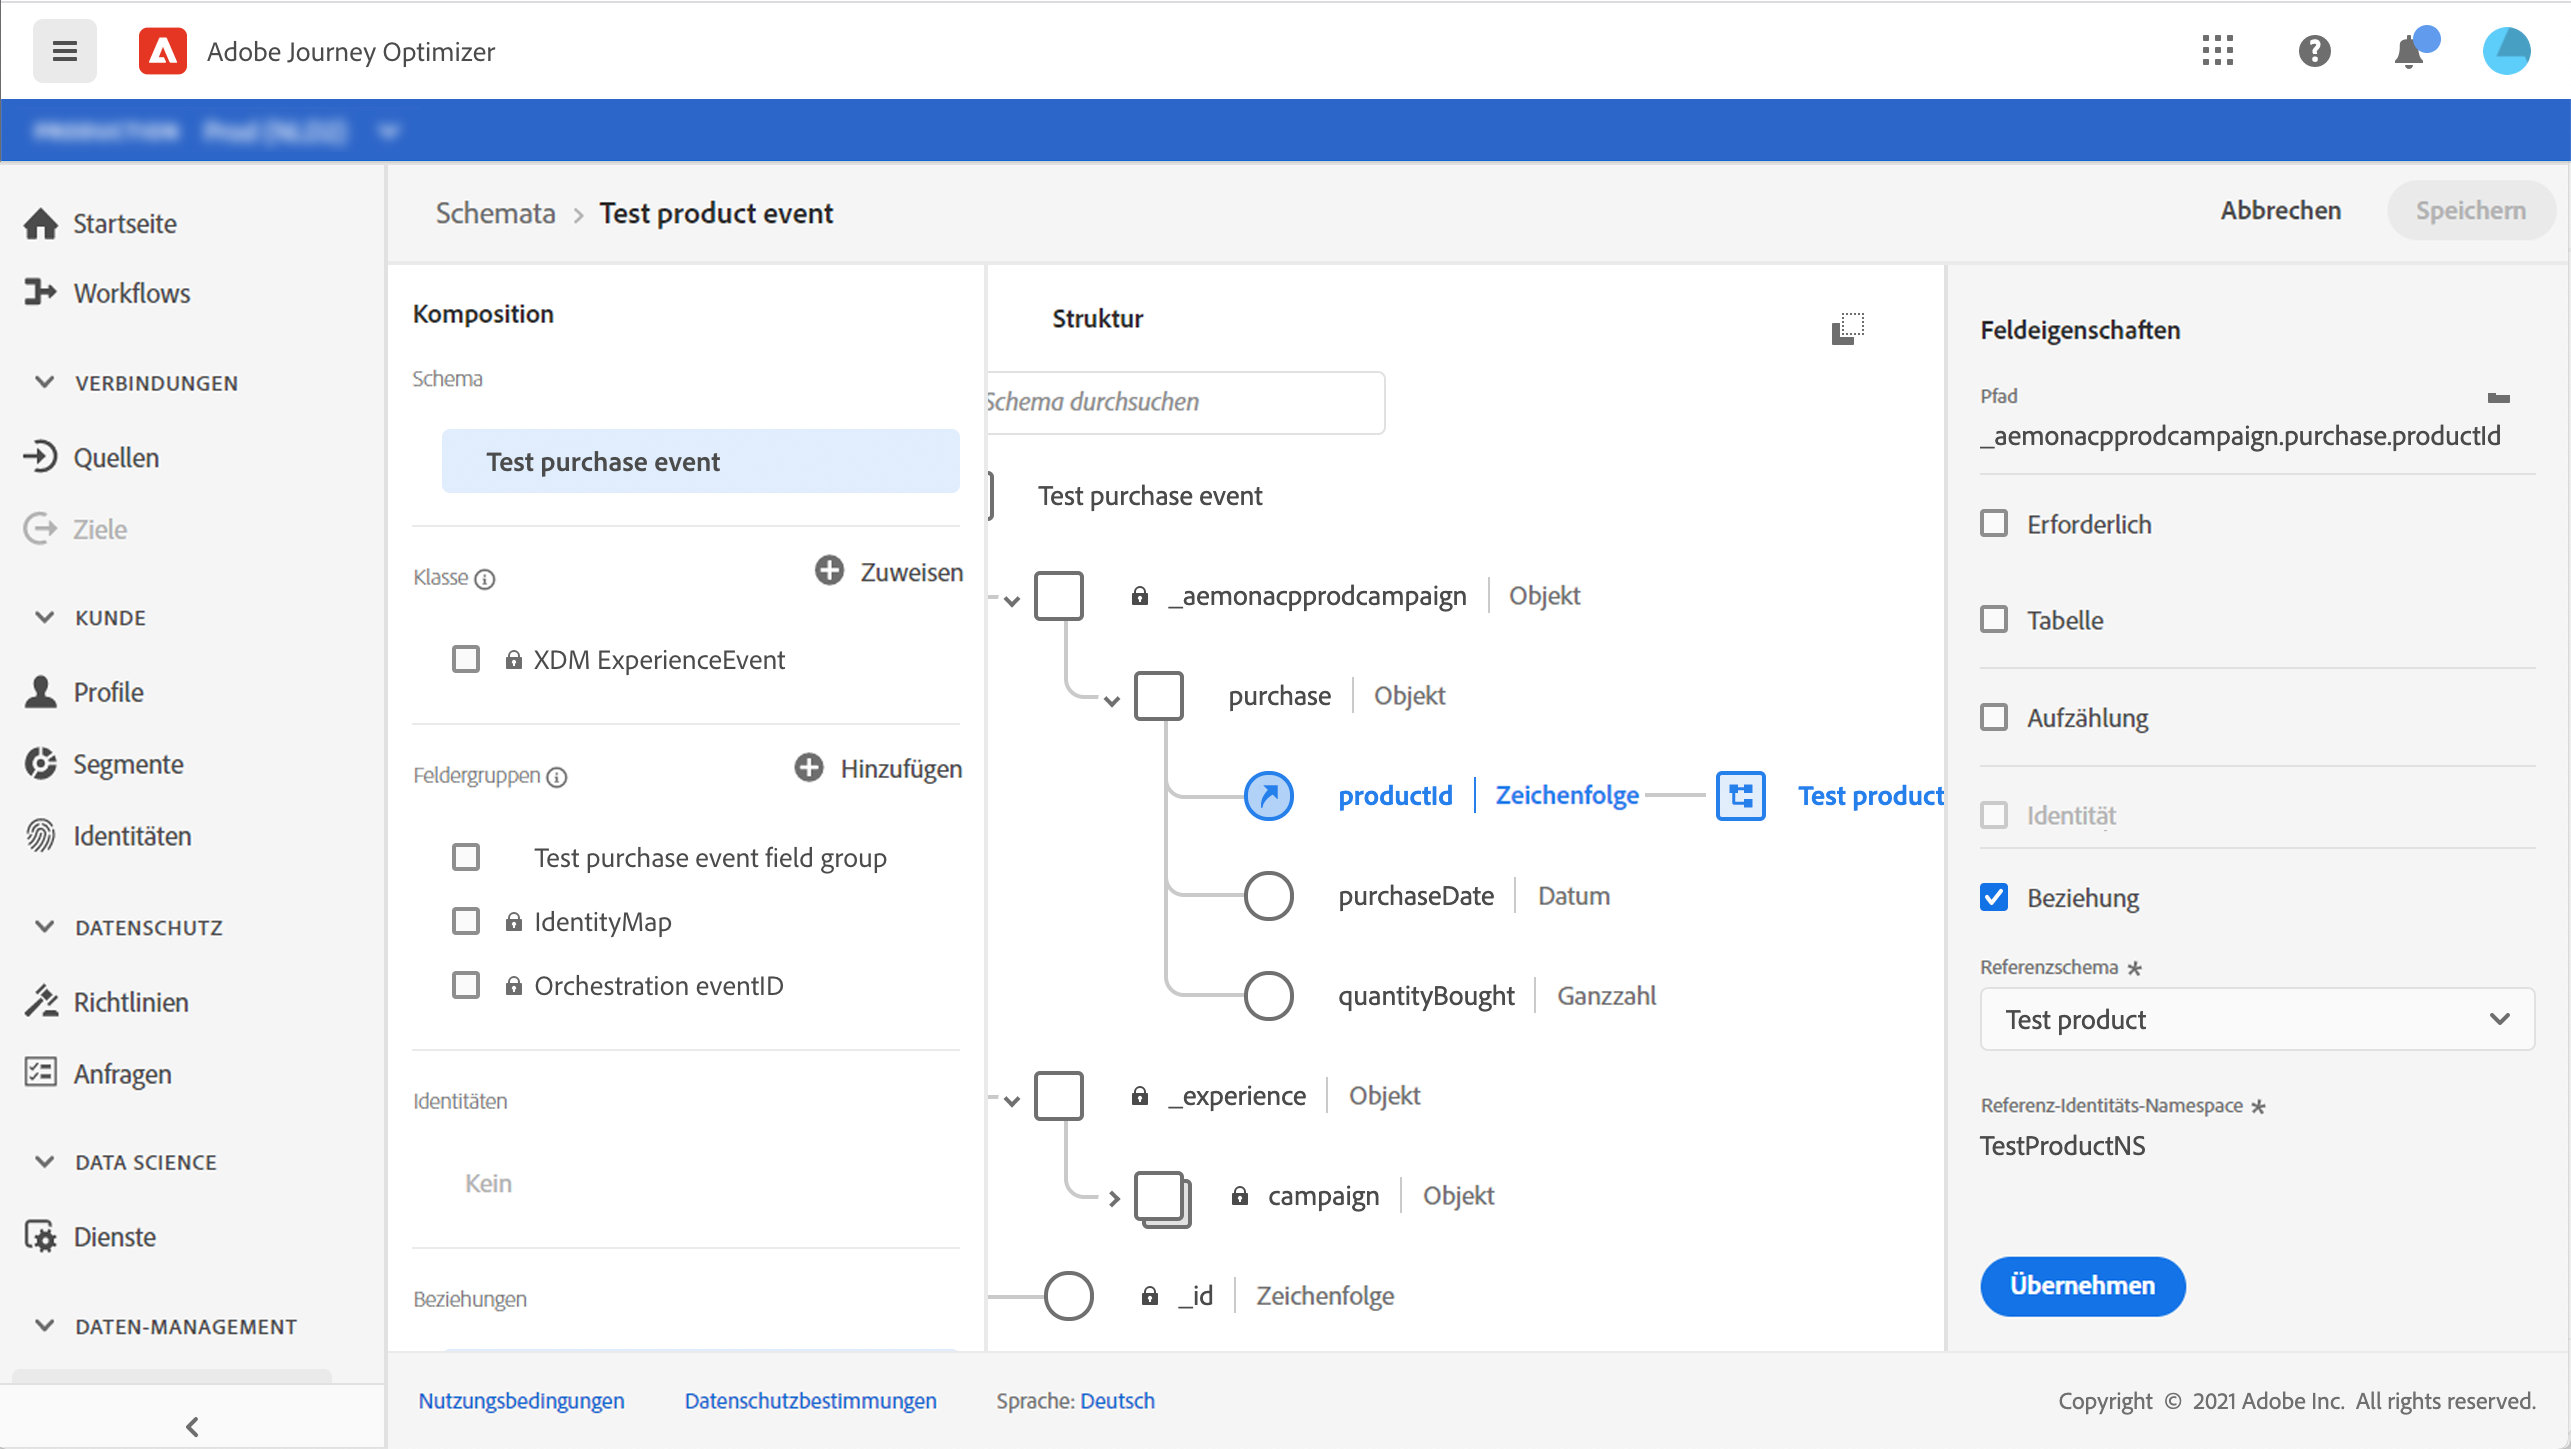 Adobe Journey Optimizer
Startseite
Workflows
VERBINDUNGEN
Quellen
Ziele
KUNDE
Profile
Segmente
Identitäten
DATENSCHUTZ
Richtlinien
Anfragen
DATA SCIENCE
Dienste
DATEN-MANAGEMENT
Schemata > Test product event
Abbrechen
Speichern
Komposition
Schema
Test purchase event
Klasse
Zuweisen
XDM ExperienceEvent
Feldergruppen
Hinzufügen
Test purchase event field group
IdentityMap
Orchestration eventID
Identitäten
Kein
Beziehungen
Struktur
Schema durchsuchen
Test purchase event
_aemonacpprodcampaign | Objekt
purchase | Objekt
productId | Zeichenfolge Test product
purchaseDate | Datum
quantityBought | Ganzzahl
_experience | Objekt
campaign | Objekt
_id | Zeichenfolge
Feldeigenschaften
Pfad
_aemonacpprodcampaign.purchase.productId
Erforderlich
Tabelle
Aufzählung
Identität
Beziehung
Referenzschema *
Test product
Referenz-Identitäts-Namespace *
TestProductNS
Übernehmen
Nutzungsbedingungen Datenschutzbestimmungen Sprache: Deutsch
Copyright © 2021 Adobe Inc. All rights reserved.